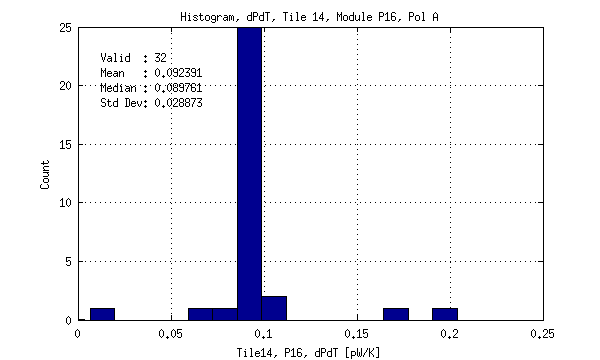 Histogram, dPdT, Tile 14, Module P16, Pol A
25
20
15
10
5
0
Valid : 32
Mean : 0.092391
Median : 0.089761
Std Dev: 0.028873
Count
0 0.05 0.1 0.15 0.2 0.25
Tile14, P16, dPdT [pW/K]